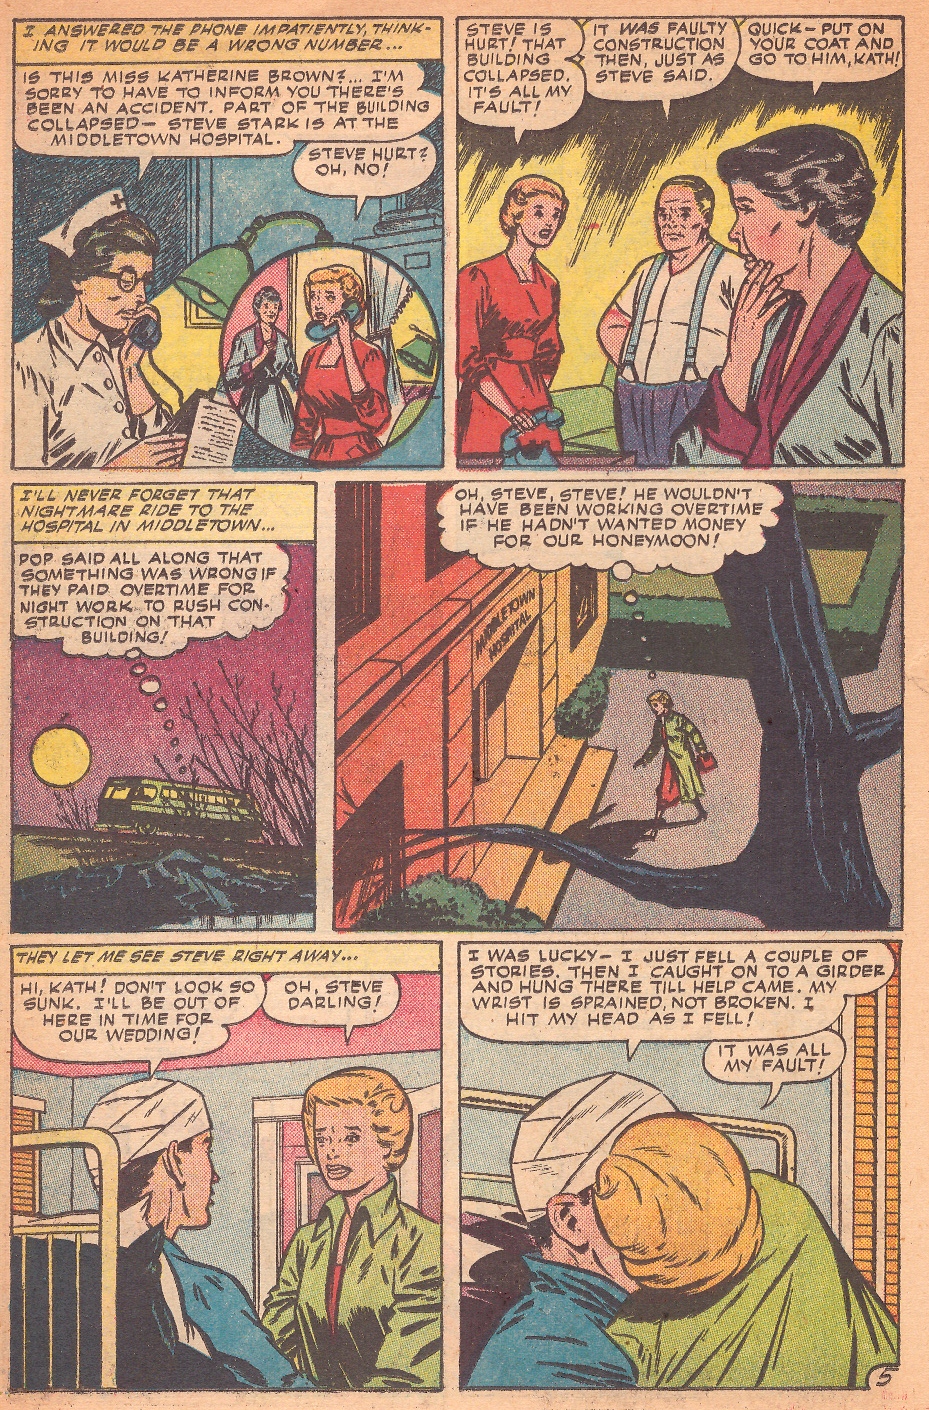 I ANSWERED THE PHONE IMPATIENTLY, THINK-
ING IT WOULD BE A WRONG NUMBER...
IS THIS MISS KATHERINE BROWN?... I'M
SORRY TO HAVE TO INFORM YOU THERE'S
BEEN AN ACCIDENT. PART OF THE BUILDING
COLLAPSED— STEVE STARK IS AT THE
MIDDLETOWN HOSPITAL.
STEVE HURT?
OH, NO!
STEVE IS
HURT! THAT
BUILDING
COLLAPSED.
IT'S ALL MY
FAULT!
IT WAS FAULTY
CONSTRUCTION
THEN, JUST AS
STEVE SAID.
QUICK— PUT ON
YOUR COAT AND
GO TO HIM, KATH!
I'LL NEVER FORGET THAT
NIGHTMARE RIDE TO THE
HOSPITAL IN MIDDLETOWN...
POP SAID ALL ALONG THAT
SOMETHING WAS WRONG IF
THEY PAID OVERTIME FOR
NIGHT WORK TO RUSH CON-
STRUCTION ON THAT
BUILDING!
OH, STEVE, STEVE! HE WOULDN'T
HAVE BEEN WORKING OVERTIME
IF HE HADN'T WANTED MONEY
FOR OUR HONEYMOON!
MIDDLETOWN
HOSPITAL
THEY LET ME SEE STEVE RIGHT AWAY...
HI, KATH! DON'T LOOK SO
SUNK. I'LL BE OUT OF
HERE IN TIME FOR
OUR WEDDING!
OH, STEVE
DARLING!
I WAS LUCKY— I JUST FELL A COUPLE OF
STORIES. THEN I CAUGHT ON TO A GIRDER
AND HUNG THERE TILL HELP CAME. MY
WRIST IS SPRAINED, NOT BROKEN. I
HIT MY HEAD AS I FELL!
IT WAS ALL
MY FAULT!
5